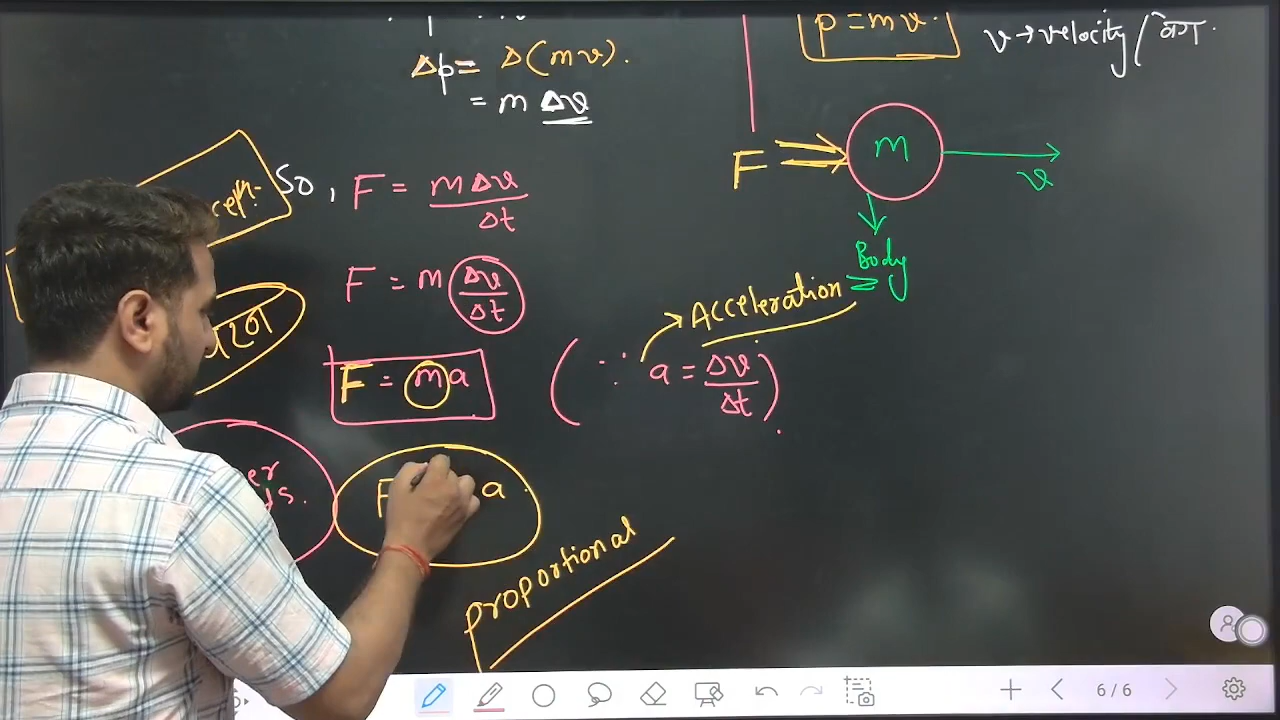 p = mv.
v → velocity / वेग.
Δp = Δ(mv).
= m Δv
F
m
v
Body
So, F = mΔv/Δt
F = m Δv/Δt
Acceleration
F = ma (∵ a = Δv/Δt).
F a
proportional
6/6